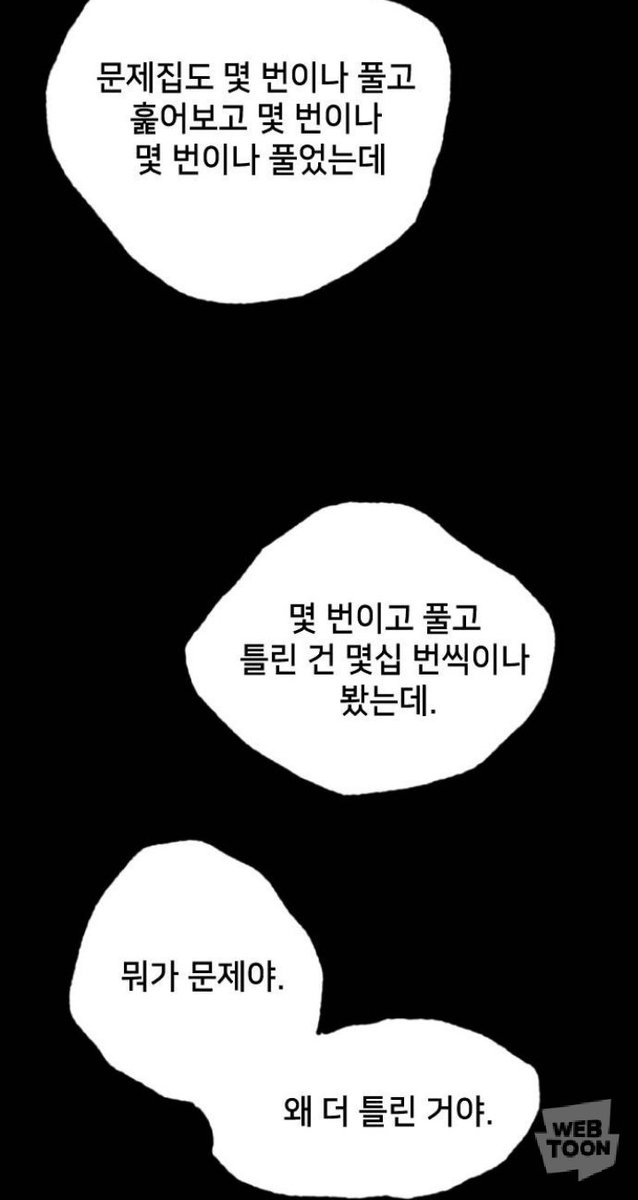 문제집도 몇 번이나 풀고
훑어보고 몇 번이나
몇 번이나 풀었는데
몇 번이고 풀고
틀린 건 몇십 번씩이나
봤는데.
뭐가 문제야.
왜 더 틀린 거야.
WEB
TOON